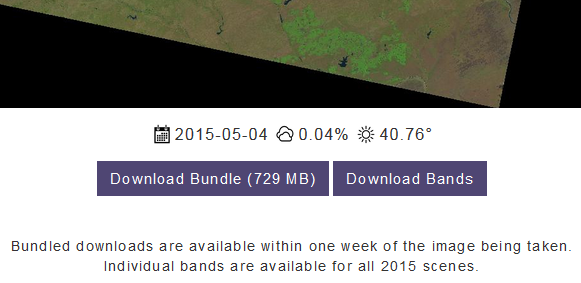 2015-05-04 0.04% 40.76°
Download Bundle (729 MB) Download Bands
Bundled downloads are available within one week of the image being taken.
Individual bands are available for all 2015 scenes.